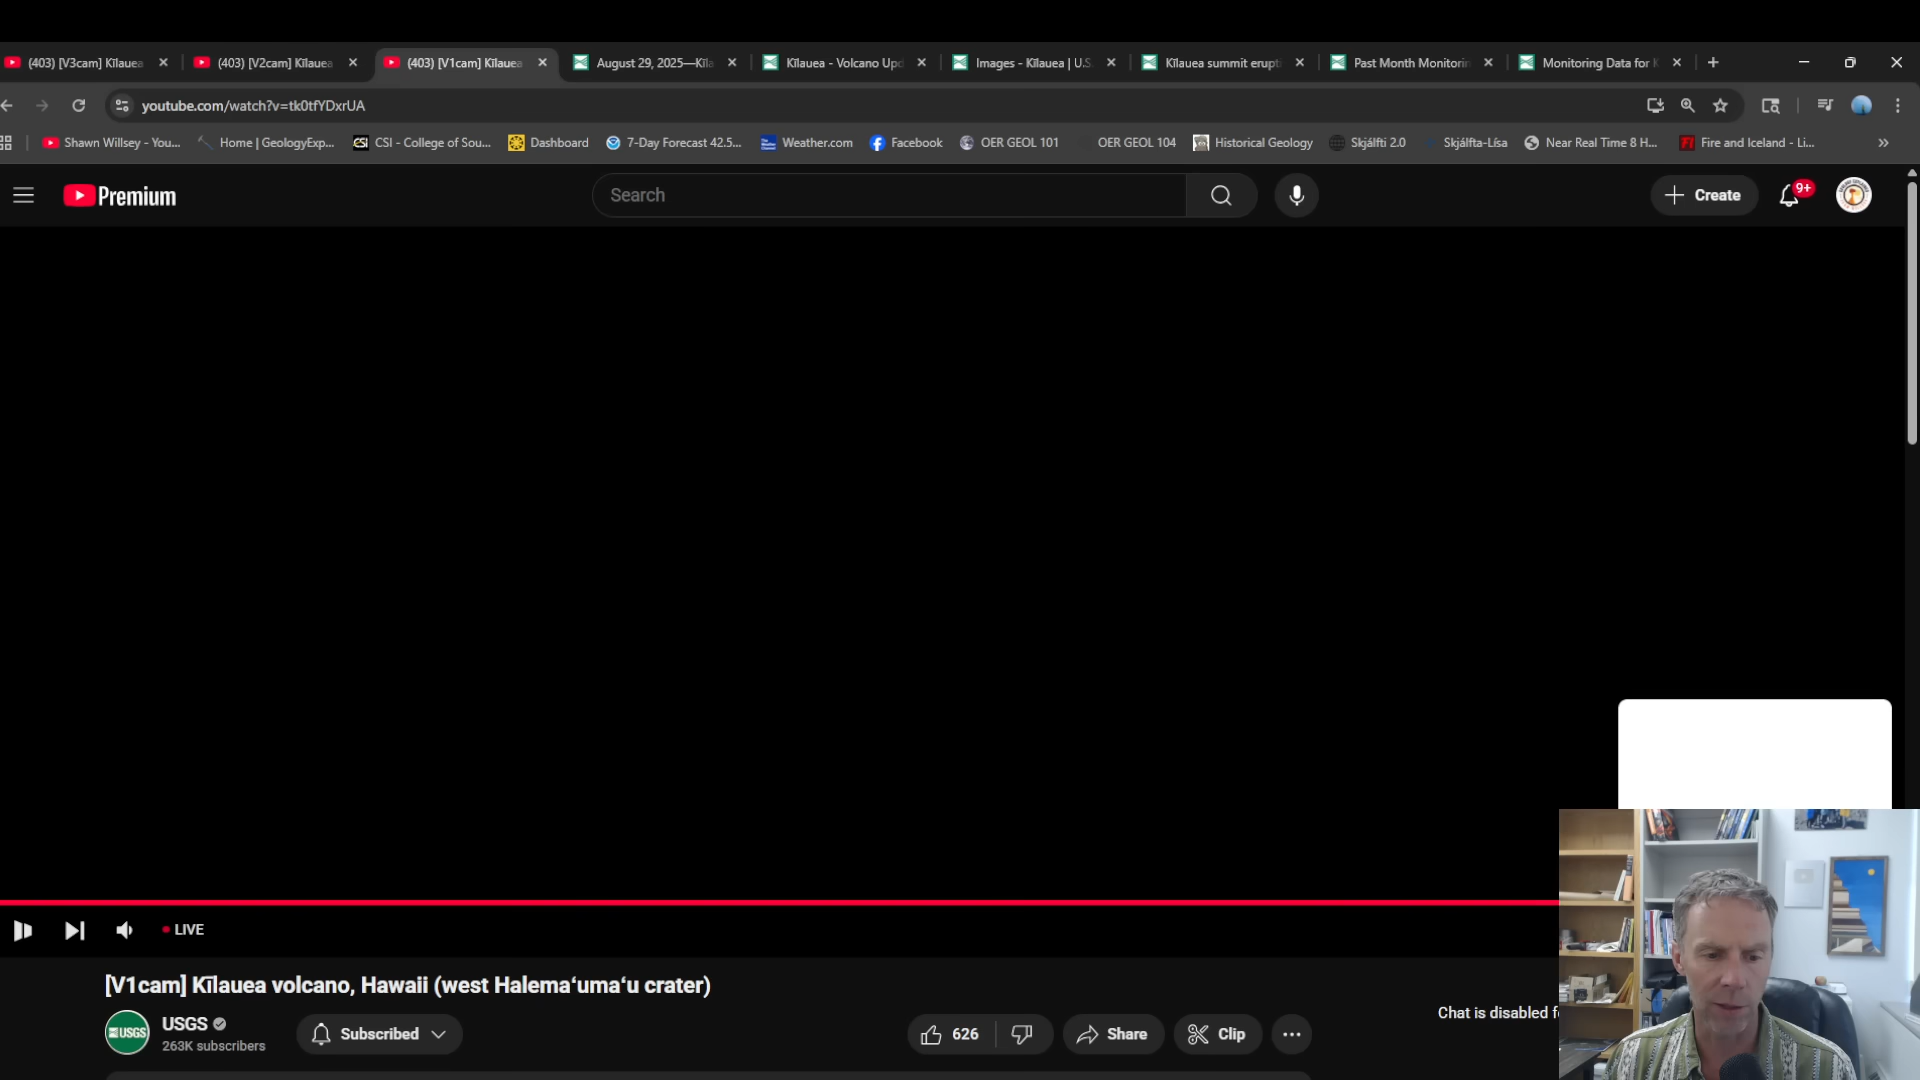 (403) [V3cam] Kīlauea
(403) [V2cam] Kīlauea
(403) [V1cam] Kīlauea
August 29, 2025—Kīla
Kīlauea - Volcano Upd
Images - Kīlauea | U.S.
Kīlauea summit erupti
Past Month Monitorin
Monitoring Data for K
youtube.com/watch?v=tk0tfYDxrUA
Shawn Willsey - You...
Home | GeologyExp...
CSI
CSI - College of Sou...
Dashboard
7-Day Forecast 42.5...
Weather.com
Facebook
OER GEOL 101
OER GEOL 104
Historical Geology
Skjálfti 2.0
Skjálfta-Lísa
Near Real Time 8 H...
Fire and Iceland - Li...
Premium
Search
Create
9+
LIVE
[V1cam] Kīlauea volcano, Hawaii (west Halemaʻumaʻu crater)
USGS
USGS
263K subscribers
Subscribed
626
Share
Clip
Chat is disabled f